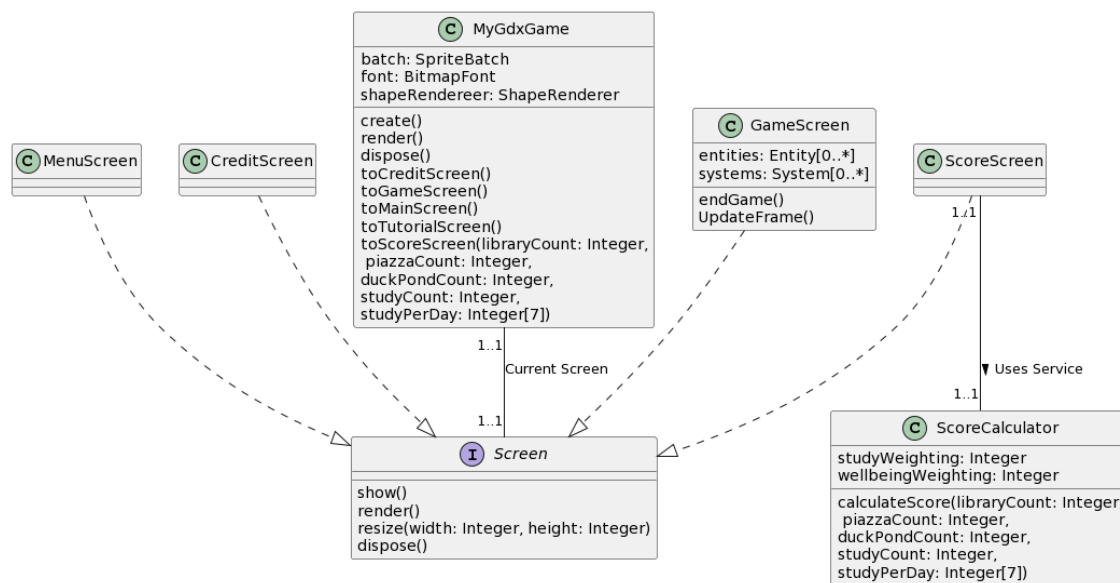 C MyGdxGame
batch: SpriteBatch
font: BitmapFont
shapeRendereer: ShapeRenderer
create()
render()
dispose()
toCreditScreen()
toGameScreen()
toMainScreen()
toTutorialScreen()
toScoreScreen(libraryCount: Integer,
piazzaCount: Integer,
duckPondCount: Integer,
studyCount: Integer,
studyPerDay: Integer[7])
C MenuScreen
C CreditScreen
C GameScreen
entities: Entity[0..*]
systems: System[0..*]
endGame()
UpdateFrame()
C ScoreScreen
1..1
1..1
Current Screen
1..1
Uses Service
1..1
I Screen
show()
render()
resize(width: Integer, height: Integer)
dispose()
C ScoreCalculator
studyWeighting: Integer
wellbeingWeighting: Integer
calculateScore(libraryCount: Integer
piazzaCount: Integer,
duckPondCount: Integer,
studyCount: Integer,
studyPerDay: Integer[7])